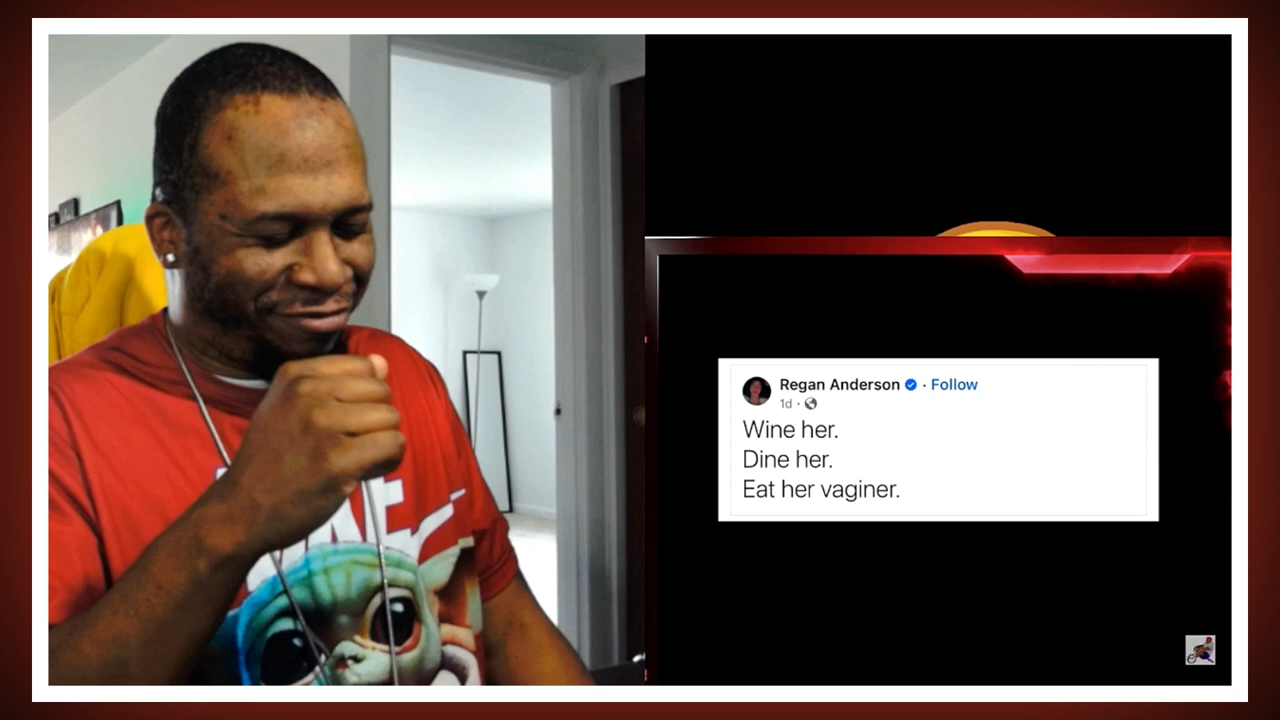 Regan Anderson · Follow
1d ·
Wine her.
Dine her.
Eat her vaginer.